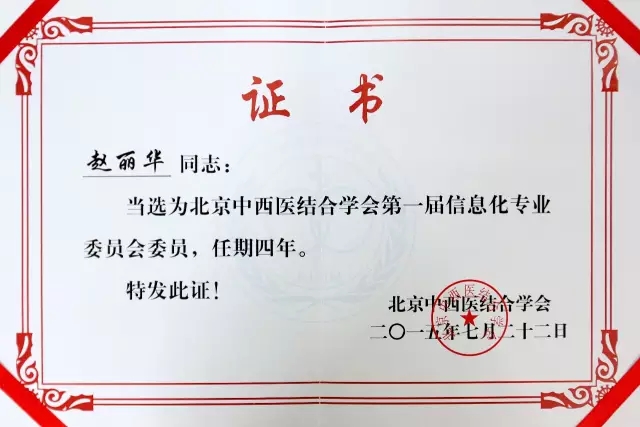 证书
赵丽华 同志：
当选为北京中西医结合学会第一届信息化专业
委员会委员，任期四年。
特发此证！
北京中西医结合学会
二〇一五年七月二十二日